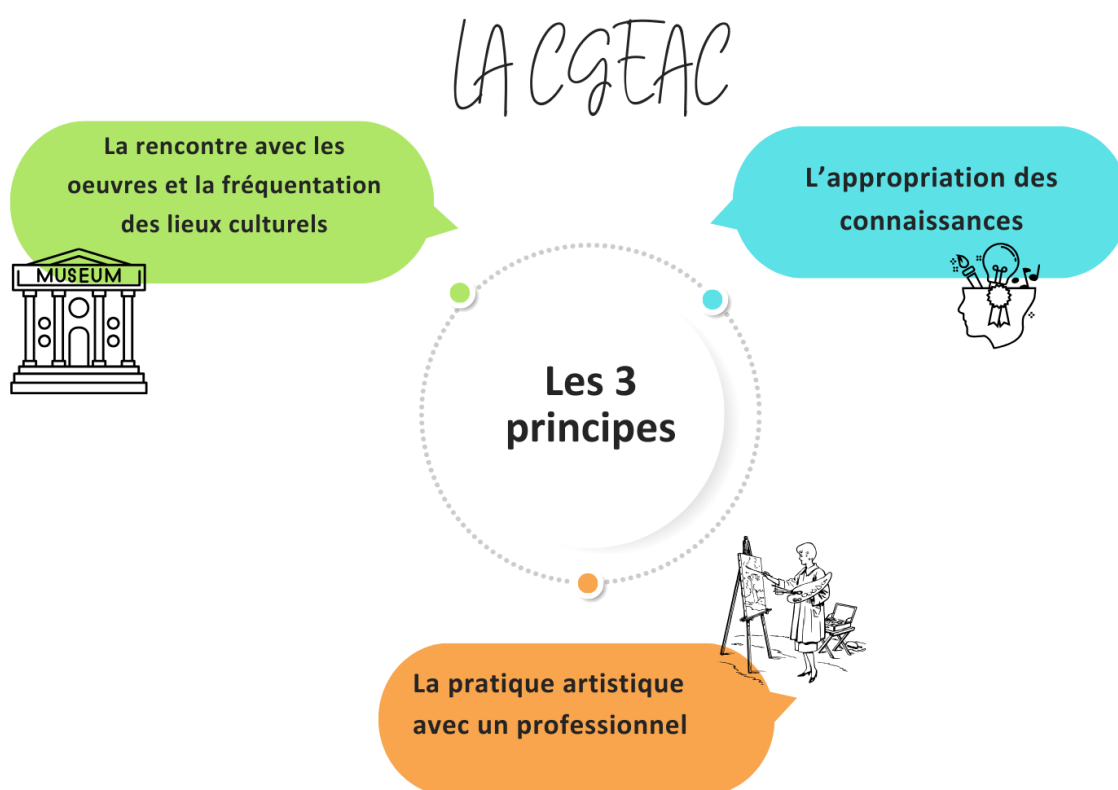 LA CGEAC
La rencontre avec les
oeuvres et la fréquentation
des lieux culturels
MUSEUM
L’appropriation des
connaissances
Les 3
principes
La pratique artistique
avec un professionnel